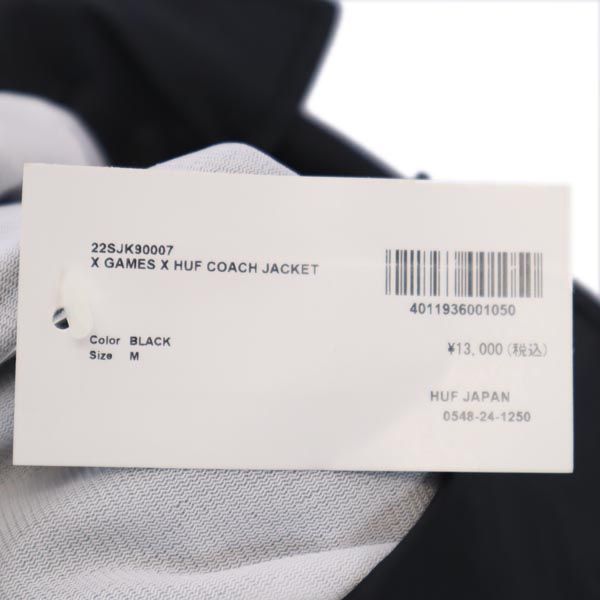 22SJK90007
X GAMES X HUF COACH JACKET
4011936001050
Color BLACK
Size M
¥13,000(税込)
HUF JAPAN
0548-24-1250